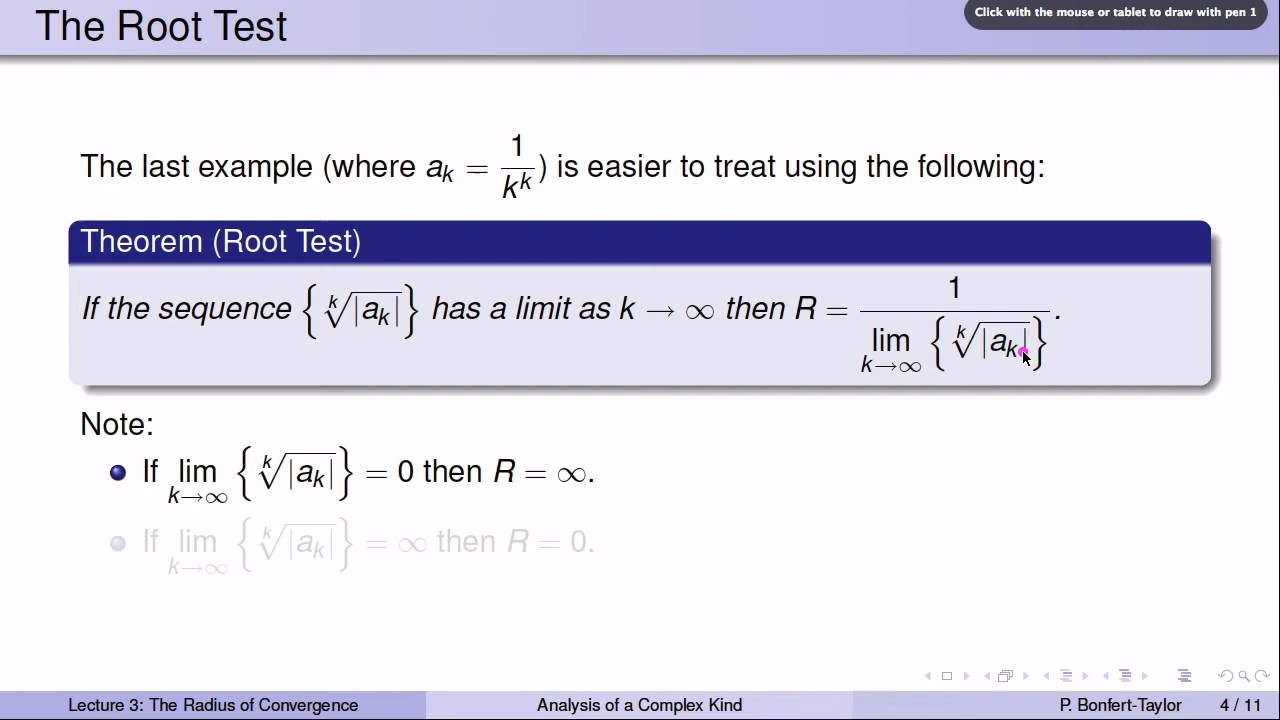 The Root Test
Click with the mouse or tablet to draw with pen 1
The last example (where a_k = 1/k^k) is easier to treat using the following:
Theorem (Root Test)
If the sequence {ᵏ√|a_k|} has a limit as k → ∞ then R = 1 / lim_{k→∞} {ᵏ√|a_k|}.
Note:
If lim_{k→∞} {ᵏ√|a_k|} = 0 then R = ∞.
If lim_{k→∞} {ᵏ√|a_k|} = ∞ then R = 0.
Lecture 3: The Radius of Convergence Analysis of a Complex Kind P. Bonfert-Taylor 4 / 11